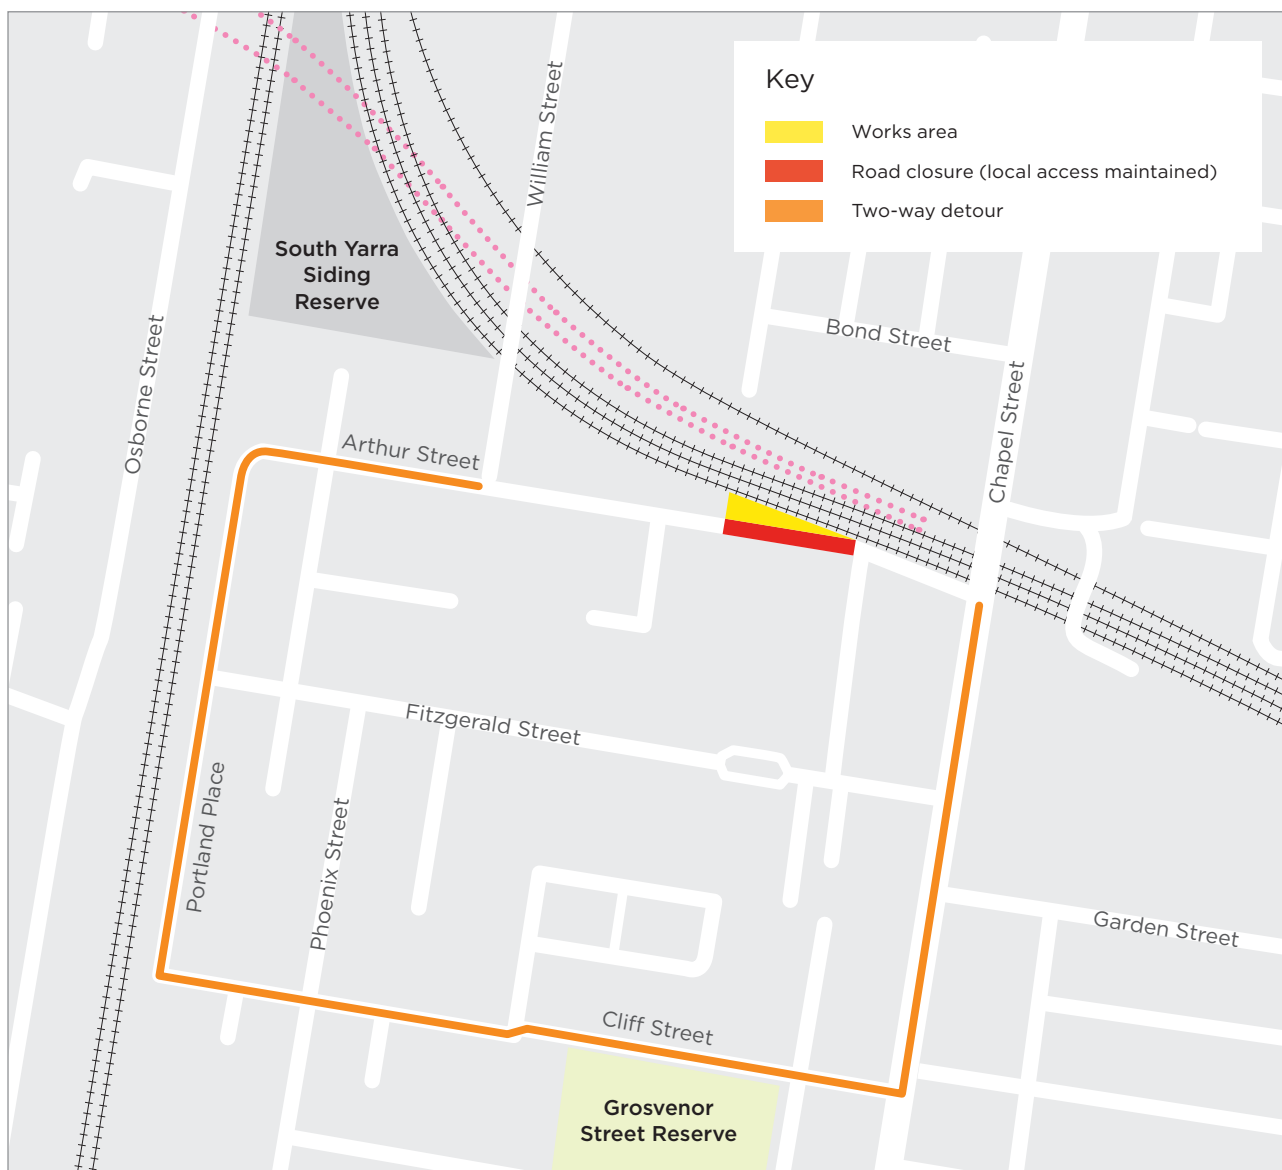 Key
Works area
Road closure (local access maintained)
Two-way detour
William Street
South Yarra
Siding
Reserve
Osborne Street
Bond Street
Chapel Street
Arthur Street
Fitzgerald Street
Portland Place
Phoenix Street
Garden Street
Cliff Street
Grosvenor
Street Reserve